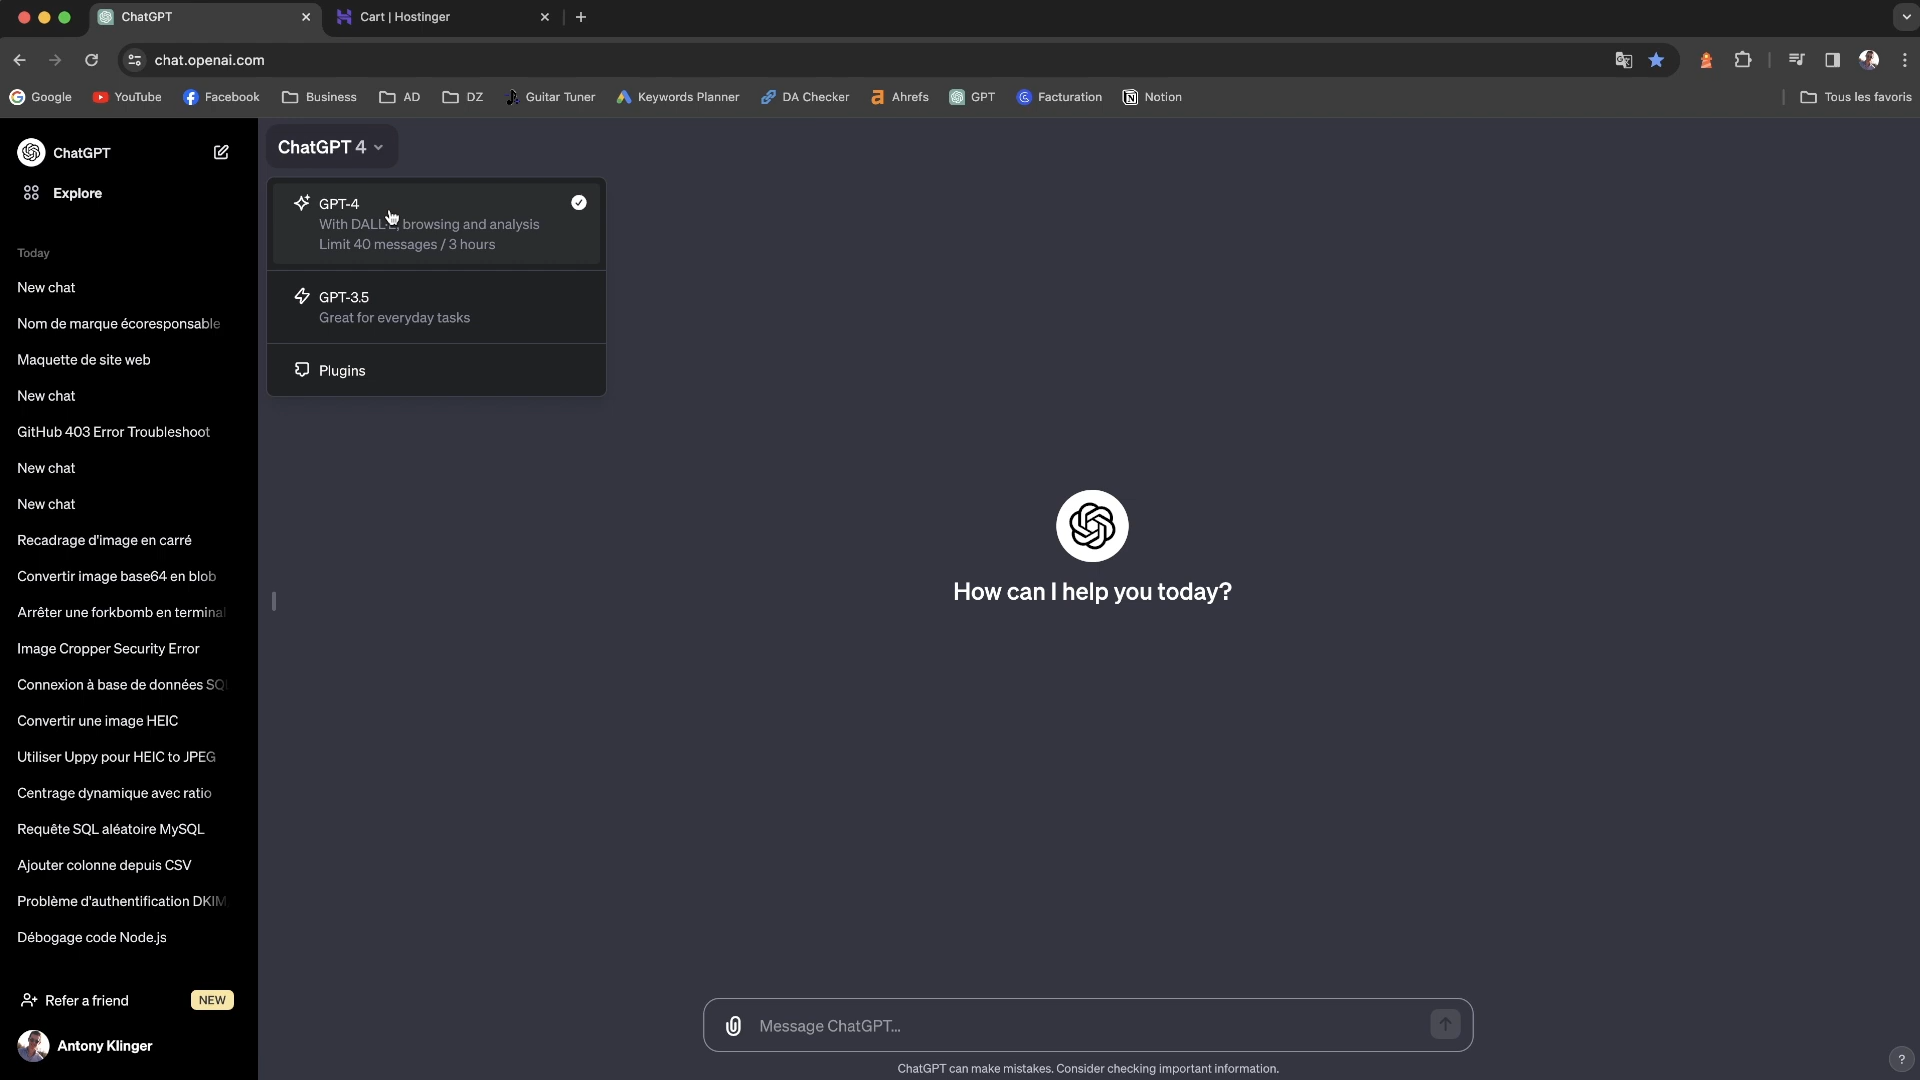 ChatGPT
Cart | Hostinger
chat.openai.com
Google
YouTube
Facebook
Business
AD
DZ
Guitar Tuner
Keywords Planner
DA Checker
Ahrefs
GPT
Facturation
Notion
Tous les favoris
ChatGPT
Explore
Today
New chat
Nom de marque écoresponsable
Maquette de site web
New chat
GitHub 403 Error Troubleshoot
New chat
New chat
Recadrage d'image en carré
Convertir image base64 en blob
Arrêter une forkbomb en terminal
Image Cropper Security Error
Connexion à base de données SQL
Convertir une image HEIC
Utiliser Uppy pour HEIC to JPEG
Centrage dynamique avec ratio
Requête SQL aléatoire MySQL
Ajouter colonne depuis CSV
Problème d'authentification DKIM
Débogage code Node.js
Refer a friend
NEW
Antony Klinger
ChatGPT 4
GPT-4
With DALL·E, browsing and analysis
Limit 40 messages / 3 hours
GPT-3.5
Great for everyday tasks
Plugins
How can I help you today?
Message ChatGPT...
ChatGPT can make mistakes. Consider checking important information.
?